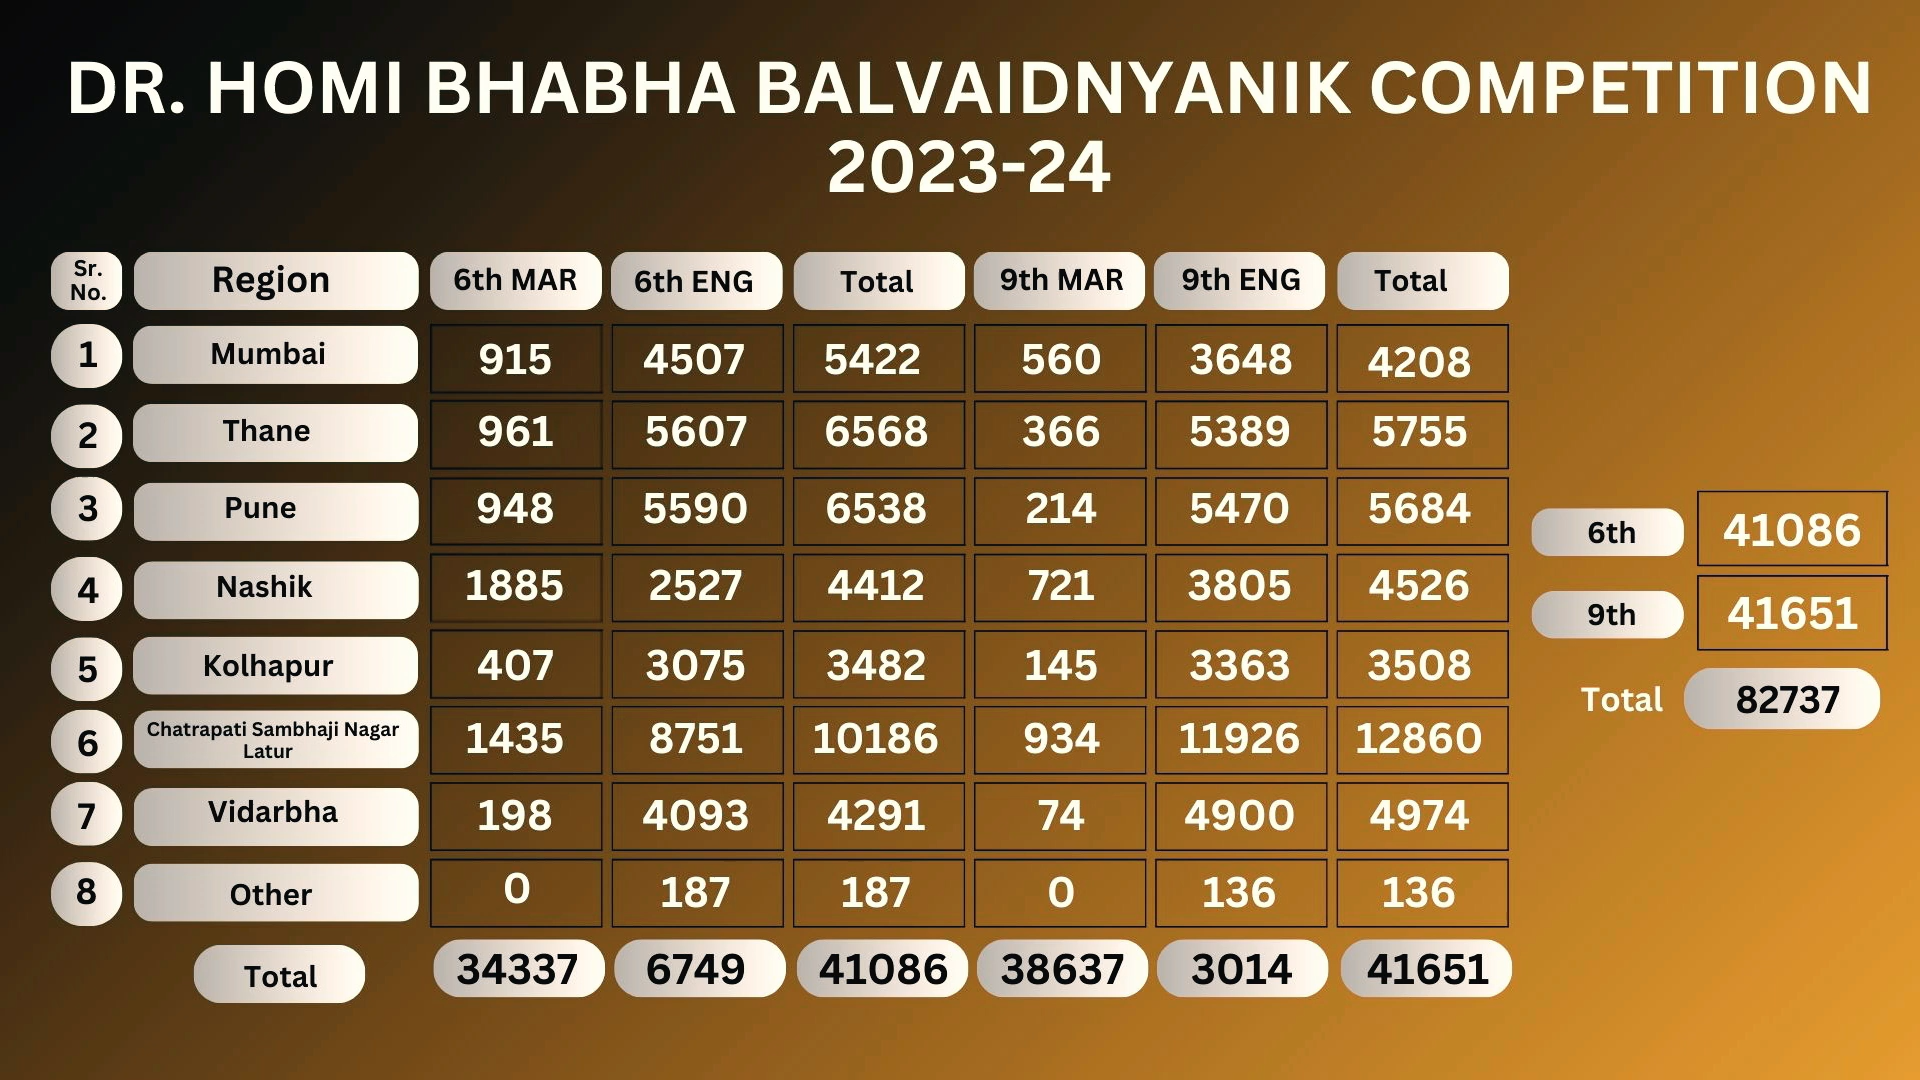 DR. HOMI BHABHA BALVAIDNYANIK COMPETITION
2023-24
Sr. No. Region 6th MAR 6th ENG Total 9th MAR 9th ENG Total
1 Mumbai 915 4507 5422 560 3648 4208
2 Thane 961 5607 6568 366 5389 5755
3 Pune 948 5590 6538 214 5470 5684
4 Nashik 1885 2527 4412 721 3805 4526
5 Kolhapur 407 3075 3482 145 3363 3508
6 Chatrapati Sambhaji Nagar Latur 1435 8751 10186 934 11926 12860
7 Vidarbha 198 4093 4291 74 4900 4974
8 Other 0 187 187 0 136 136
Total 34337 6749 41086 38637 3014 41651
6th 41086
9th 41651
Total 82737